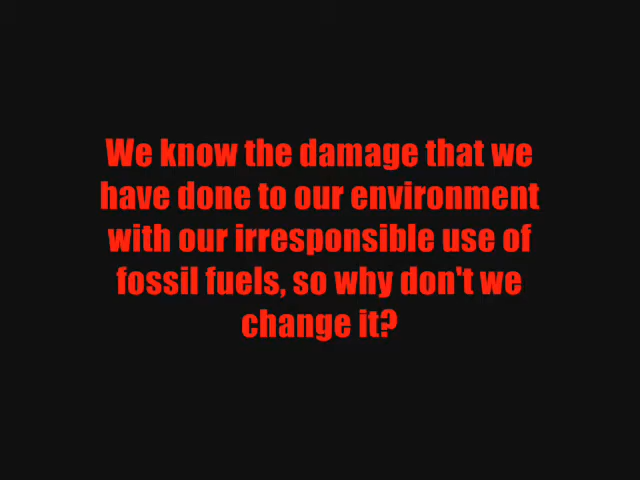 We know the damage that we
have done to our environment
with our irresponsible use of
fossil fuels, so why don't we
change it?